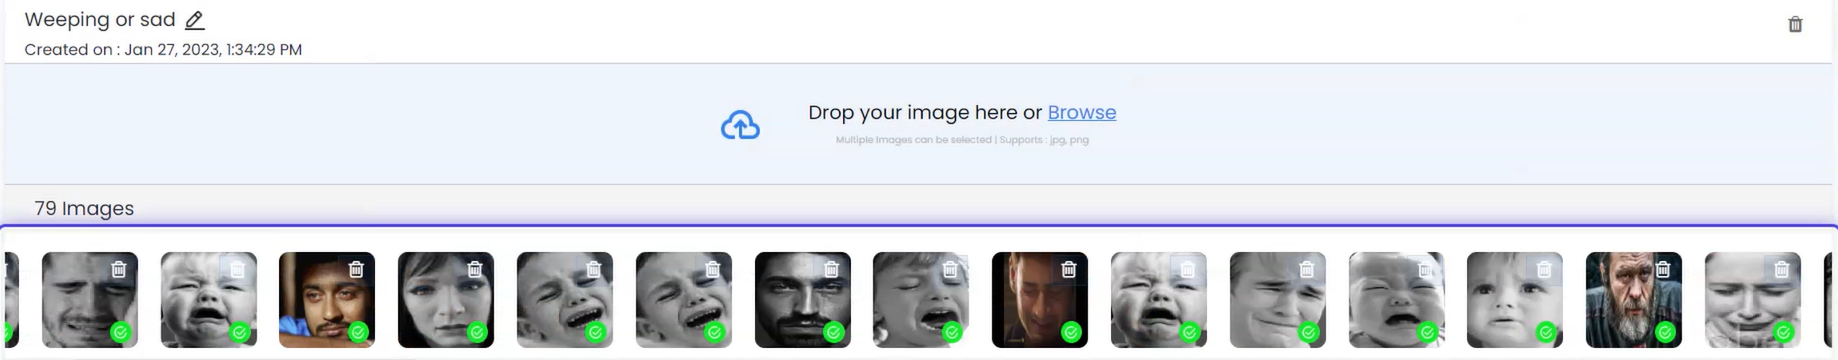 Weeping or sad
Created on : Jan 27, 2023, 1:34:29 PM
Drop your image here or Browse
Multiple Images can be selected | Supports : jpg, png
79 Images